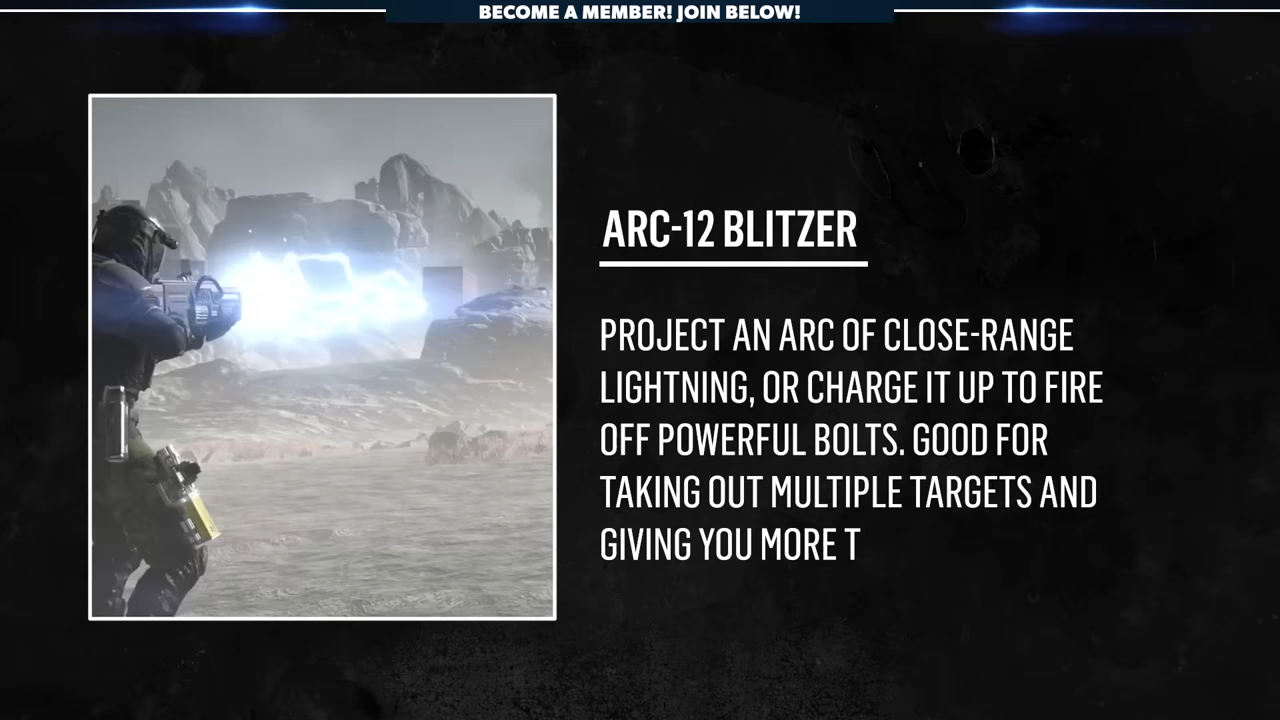 BECOME A MEMBER! JOIN BELOW!
ARC-12 BLITZER
PROJECT AN ARC OF CLOSE-RANGE
LIGHTNING, OR CHARGE IT UP TO FIRE
OFF POWERFUL BOLTS. GOOD FOR
TAKING OUT MULTIPLE TARGETS AND
GIVING YOU MORE T